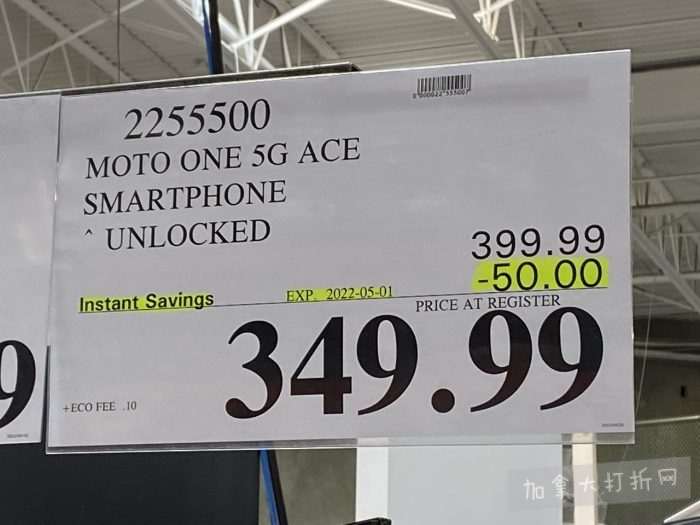 2255500
MOTO ONE 5G ACE
SMARTPHONE
^ UNLOCKED
399.99
-50.00
Instant Savings EXP. 2022-05-01
PRICE AT REGISTER
349.99
+ECO FEE .10
9
加拿大打折网